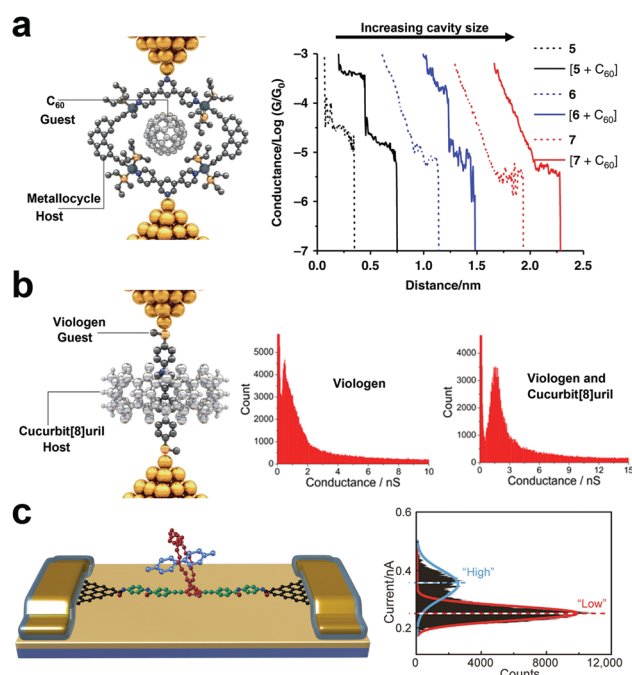 a
C60
Guest
Metallocycle
Host
Increasing cavity size
Conductance/Log (G/G0)
-3
-4
-5
-6
-7
0.0 0.5 1.0 1.5 2.0 2.5
Distance/nm
5
[5 + C60]
6
[6 + C60]
7
[7 + C60]
b
Viologen
Guest
Cucurbit[8]uril
Host
Count
5000
4000
3000
2000
1000
0
Viologen
0 2 4 6 8 10
Conductance / nS
Count
4000
3000
2000
1000
0
Viologen and
Cucurbit[8]uril
0 3 6 9 12 15
Conductance / nS
c
Current/nA
0.6
0.4
0.2
"High"
"Low"
0 4000 8000 12,000
Counts